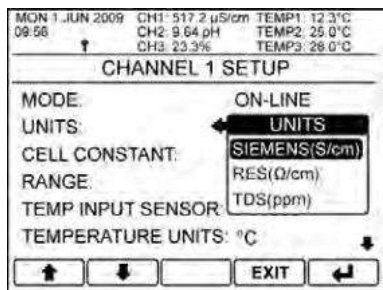 MON 1 JUN 2009 CH1: 517.2 µS/cm TEMP1: 12.3°C
09:56 CH2: 9.64 pH TEMP2: 25.0°C
CH3: 23.3% TEMP3: 28.0°C
CHANNEL 1 SETUP
MODE: ON-LINE
UNITS: UNITS
CELL CONSTANT: SIEMENS(S/cm)
RANGE: RES(Ω/cm)
TEMP INPUT SENSOR TDS(ppm)
TEMPERATURE UNITS: °C
EXIT